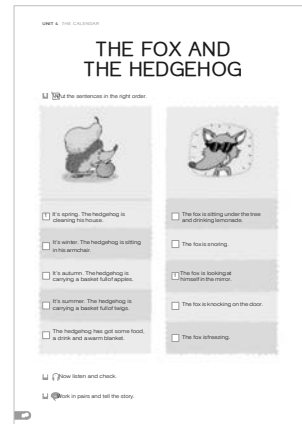 UNIT 4 THE CALENDAR
THE FOX AND
THE HEDGEHOG
Put the sentences in the right order.
1 It's spring. The hedgehog is
cleaning his house.
It's winter. The hedgehog is sitting
in his armchair.
It's autumn. The hedgehog is
carrying a basket full of apples.
It's summer. The hedgehog is
carrying a basket full of twigs.
The hedgehog has got some food,
a drink and a warm blanket
The fox is sitting under the tree
and drinking lemonade.
The fox is snoring.
1 The fox is looking at
himself in the mirror.
The fox is knocking on the door.
The fox is freezing.
Now listen and check.
Work in pairs and tell the story.